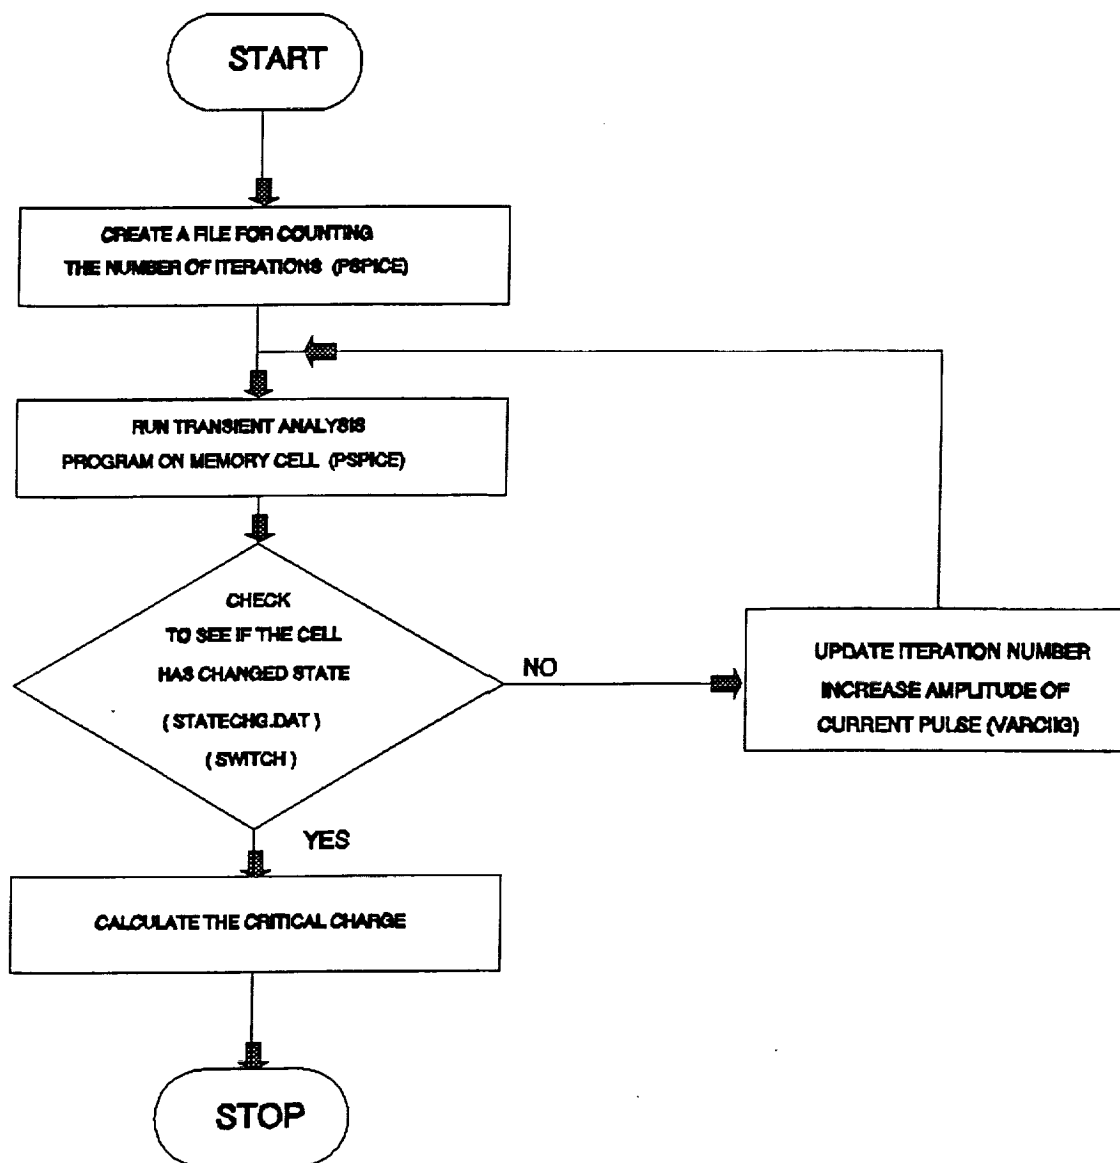 START
CREATE A FILE FOR COUNTING
THE NUMBER OF ITERATIONS (PSPICE)
RUN TRANSIENT ANALYSIS
PROGRAM ON MEMORY CELL (PSPICE)
CHECK
TO SEE IF THE CELL
HAS CHANGED STATE
( STATECHG.DAT )
( SWITCH )
NO
UPDATE ITERATION NUMBER
INCREASE AMPLITUDE OF
CURRENT PULSE
YES
CALCULATE THE CRITICAL CHARGE
STOP